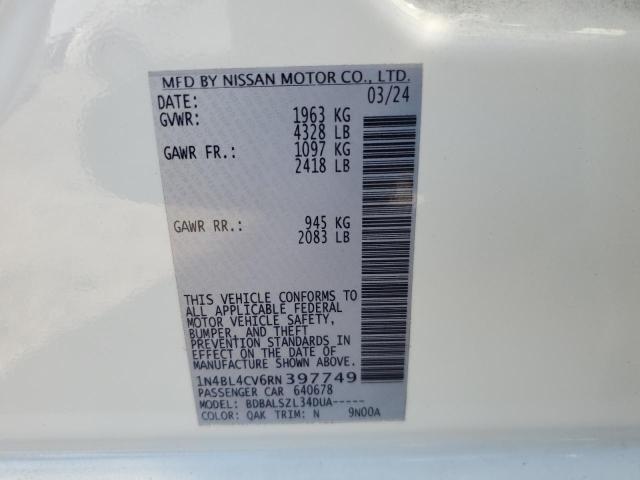 MFD BY NISSAN MOTOR CO., LTD.
DATE: 03/24
GVWR: 1963 KG
4328 LB
GAWR FR.: 1097 KG
2418 LB
GAWR RR.: 945 KG
2083 LB
THIS VEHICLE CONFORMS TO
ALL APPLICABLE FEDERAL
MOTOR VEHICLE SAFETY,
BUMPER, AND THEFT
PREVENTION STANDARDS
IN EFFECT ON THE DATE OF
MANUFACTURE SHOWN ABOVE.
1N4BL4CV6RN397749
PASSENGER CAR 640678
MODEL: BDBALSZL34DUA-----
COLOR: QAK TRIM: N 9N00A